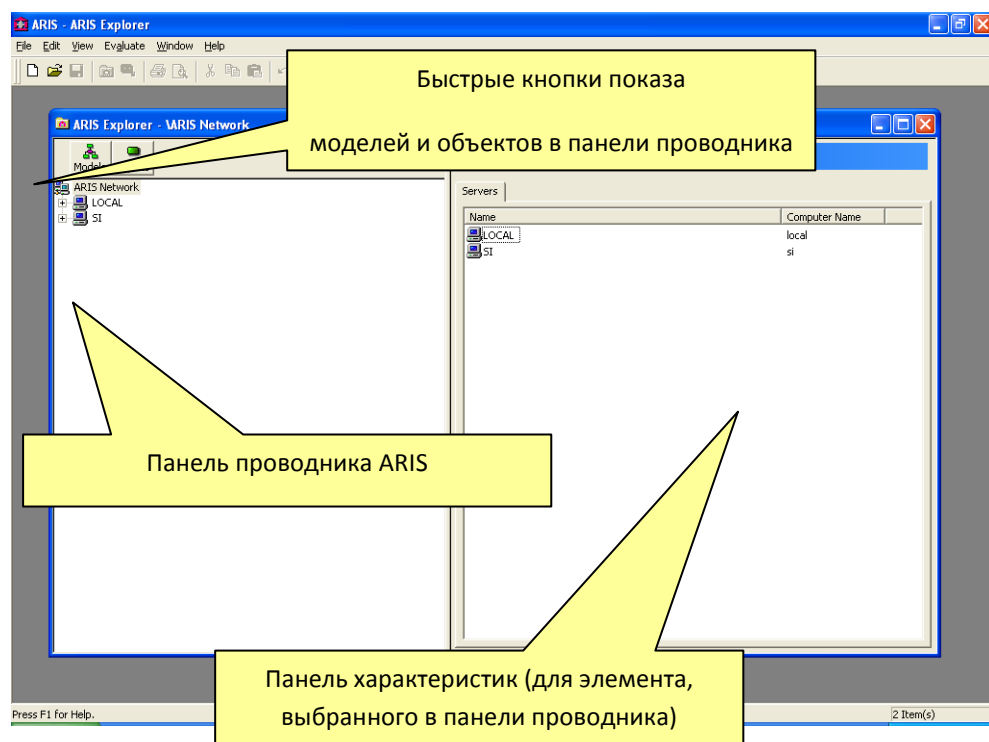 ARIS - ARIS Explorer
File Edit View Evaluate Window Help
Быстрые кнопки показа
моделей и объектов в панели проводника
ARIS Explorer - \ARIS Network
ARIS Network
LOCAL
SI
Servers
Name Computer Name
LOCAL local
SI si
Панель проводника ARIS
Панель характеристик (для элемента,
выбранного в панели проводника)
Press F1 for Help.
2 Item(s)